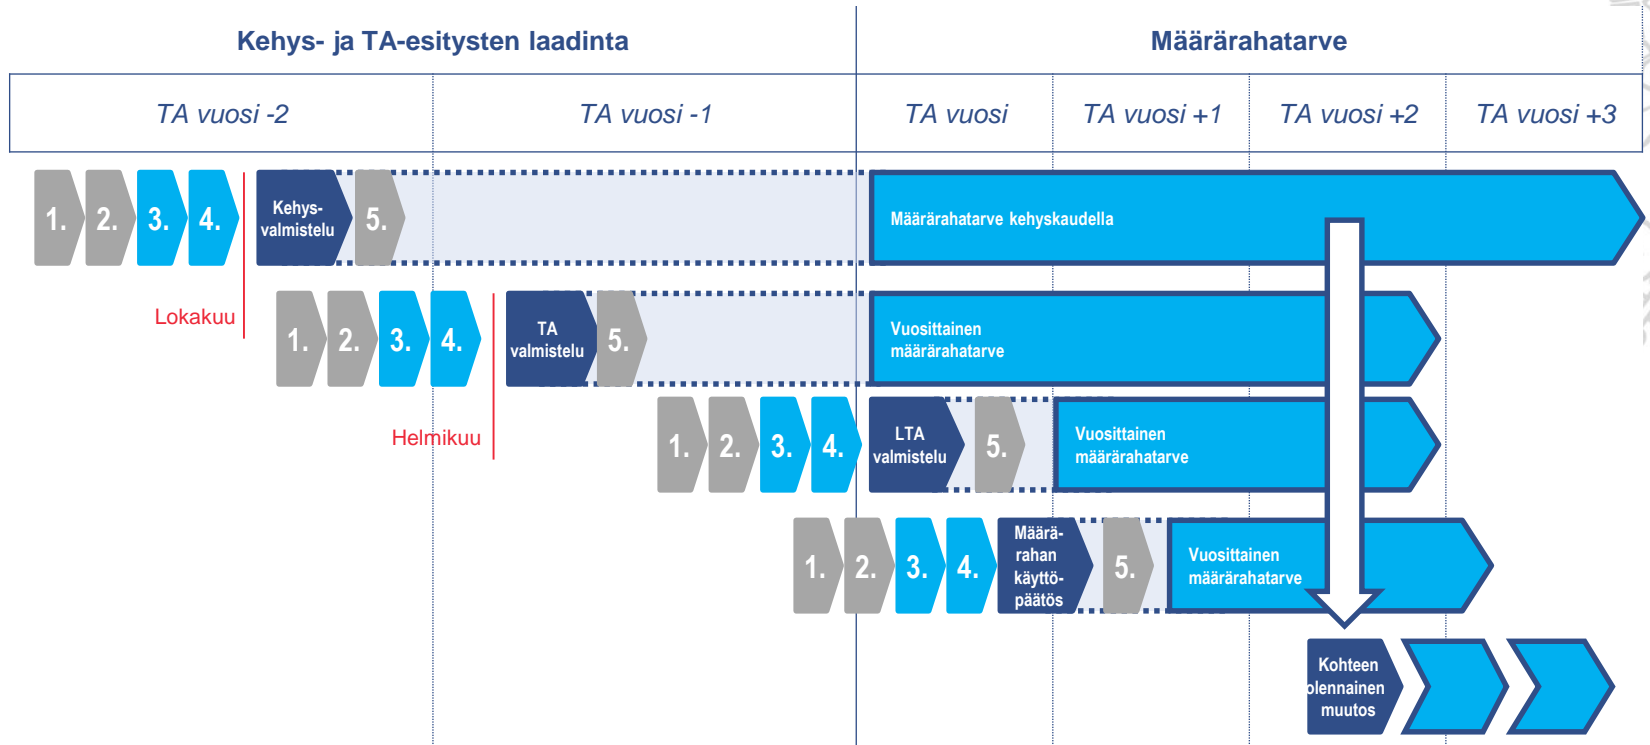 Kehys- ja TA-esitysten laadinta
Määrärahatarve
TA vuosi -2
TA vuosi -1
TA vuosi
TA vuosi +1
TA vuosi +2
TA vuosi +3
1.
2.
3.
4.
Kehys-
valmistelu
5.
Määrärahatarve kehyskaudella
Lokakuu
1.
2.
3.
4.
TA
valmistelu
5.
Vuosittainen
määrärahatarve
Helmikuu
1.
2.
3.
4.
LTA
valmistelu
5.
Vuosittainen
määrärahatarve
1.
2.
3.
4.
Määrä-
rahan
käyttö-
päätös
5.
Vuosittainen
määrärahatarve
Kohteen
olennainen
muutos